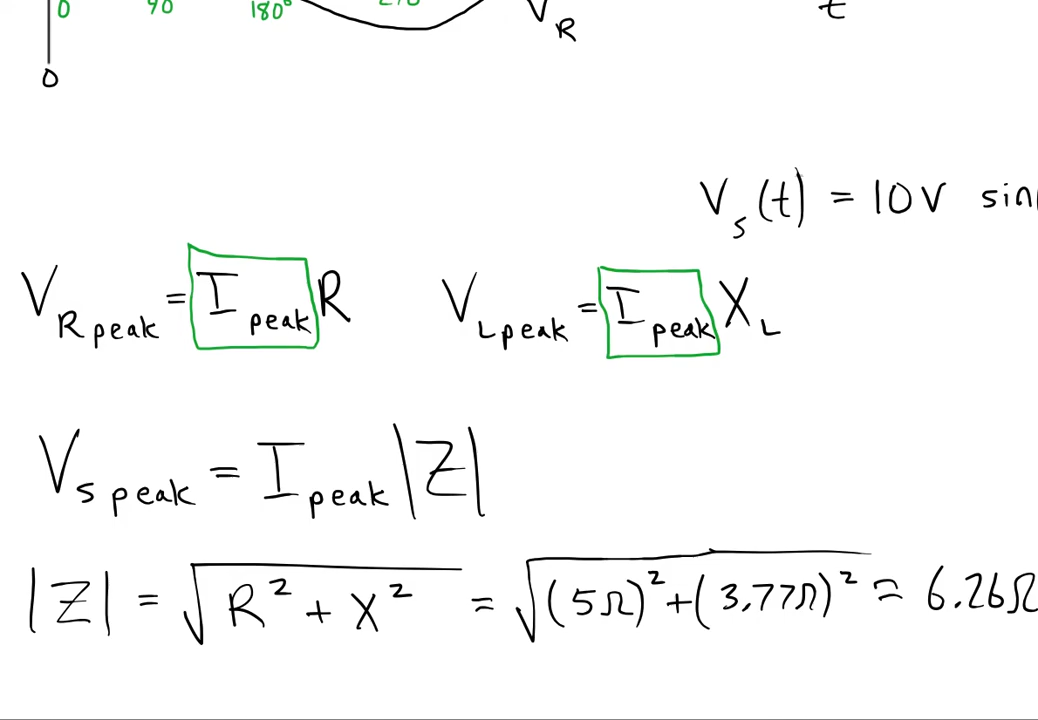 0 90 180° 270
V_R t
0
V_s(t) = 10V sin
V_R peak = I_peak R V_L peak = I_peak X_L
V_s peak = I_peak |Z|
|Z| = √(R² + X²) = √((5Ω)² + (3.77Ω)²) ≈ 6.26Ω